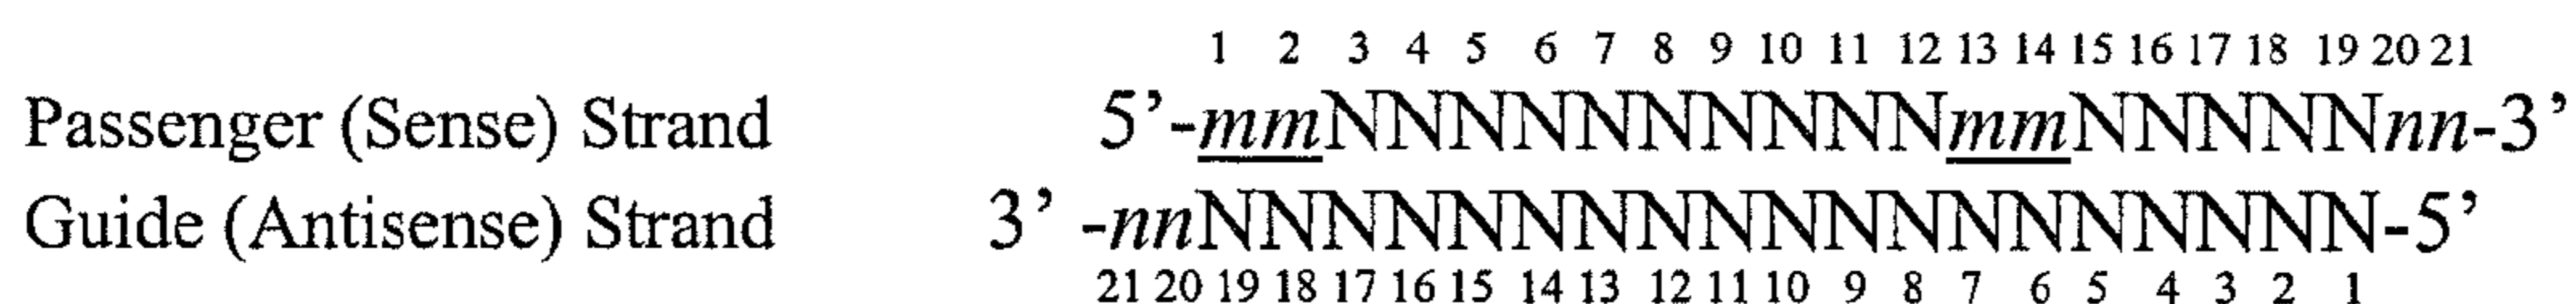 1 2 3 4 5 6 7 8 9 10 11 12 13 14 15 16 17 18 19 20 21
Passenger (Sense) Strand 5’-mmNNNNNNNNNNmmNNNNNnn-3’
Guide (Antisense) Strand 3’ -nnNNNNNNNNNNNNNNNNNNN-5’
21 20 19 18 17 16 15 14 13 12 11 10 9 8 7 6 5 4 3 2 1